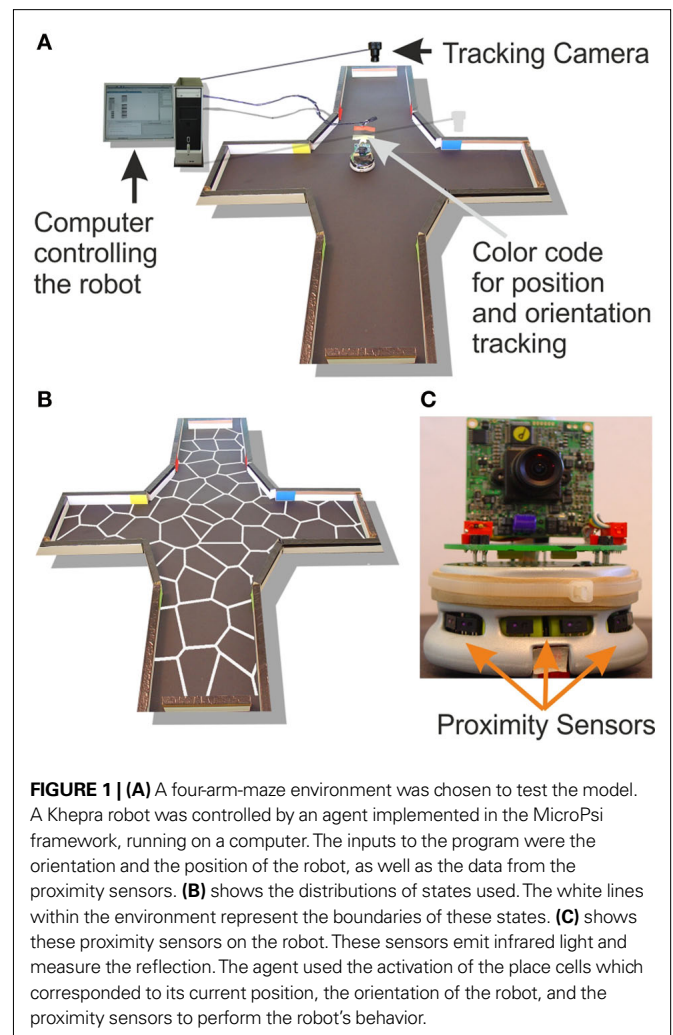 A
Tracking Camera
Computer
controlling
the robot
Color code
for position
and orientation
tracking
B
C
Proximity Sensors
FIGURE 1 | (A) A four-arm-maze environment was chosen to test the model.
A Khepra robot was controlled by an agent implemented in the MicroPsi
framework, running on a computer. The inputs to the program were the
orientation and the position of the robot, as well as the data from the
proximity sensors. (B) shows the distributions of states used. The white lines
within the environment represent the boundaries of these states. (C) shows
these proximity sensors on the robot. These sensors emit infrared light and
measure the reflection. The agent used the activation of the place cells which
corresponded to its current position, the orientation of the robot, and the
proximity sensors to perform the robot's behavior.